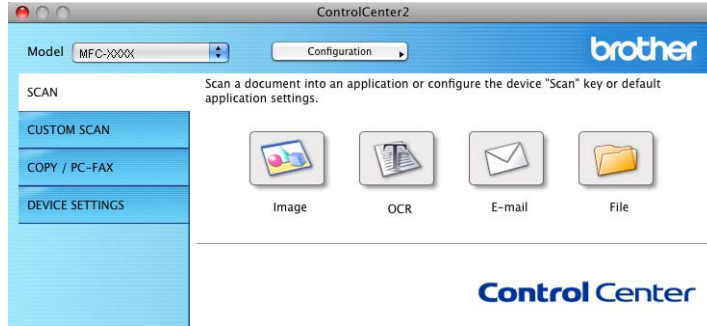 ControlCenter2
Model MFC-XXXX Configuration brother
SCAN
Scan a document into an application or configure the device "Scan" key or default
application settings.
CUSTOM SCAN
COPY / PC-FAX
DEVICE SETTINGS
Image OCR E-mail File
Control Center